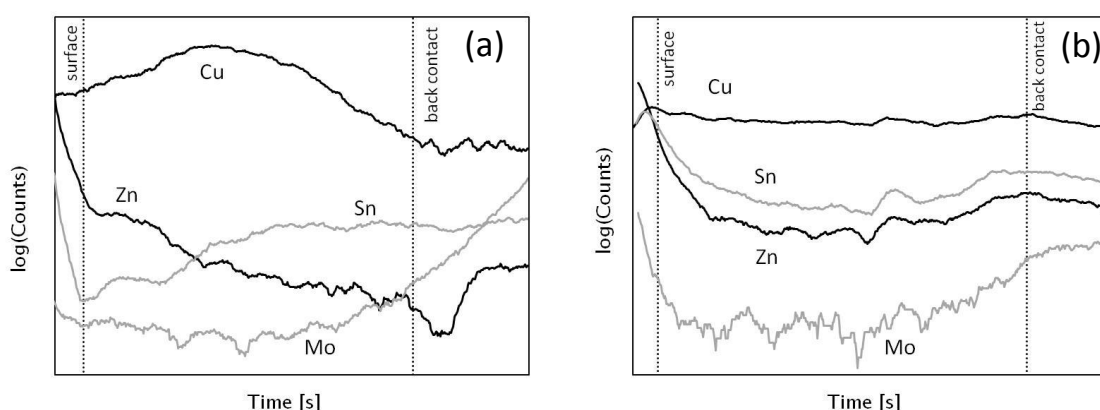 (a)
surface
back contact
Cu
Zn
Sn
Mo
log(Counts)
Time [s]
(b)
surface
back contact
Cu
Sn
Zn
Mo
log(Counts)
Time [s]